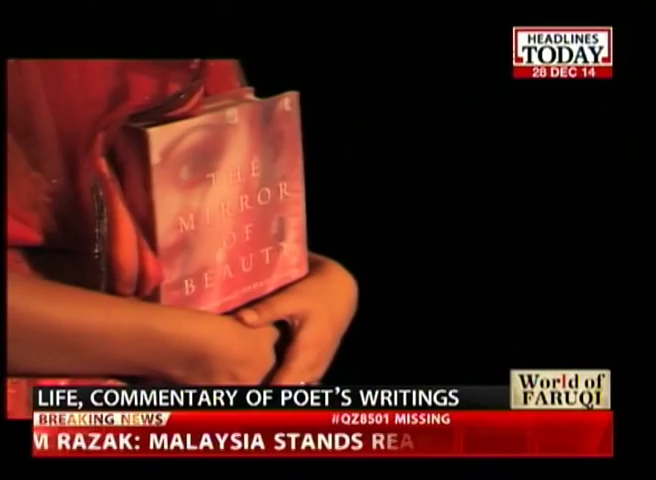 HEADLINES
TODAY
28 DEC 14
THE
MIRROR
OF
BEAUTY
LIFE, COMMENTARY OF POET'S WRITINGS
World of
FARUQI
BREAKING NEWS
#QZ8501 MISSING
M RAZAK: MALAYSIA STANDS REA